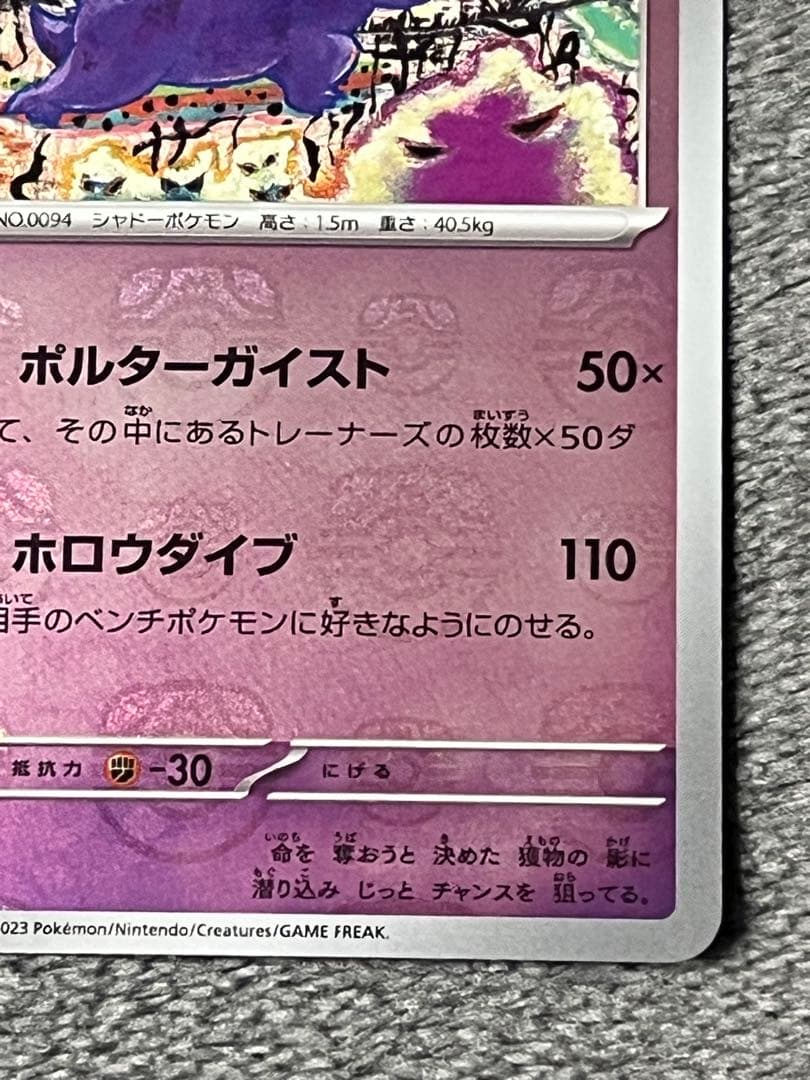 NO.0094 シャドーポケモン 高さ：1.5m 重さ：40.5kg
ポルターガイスト 50×
て、その中にあるトレーナーズの枚数×50ダ
ホロウダイブ 110
相手のベンチポケモンに好きなようにのせる。
抵抗力 -30 にげる
命を 奪おうと 決めた 獲物の 影に
潜り込み じっと チャンスを 狙ってる。
023 Pokémon/Nintendo/Creatures/GAME FREAK.